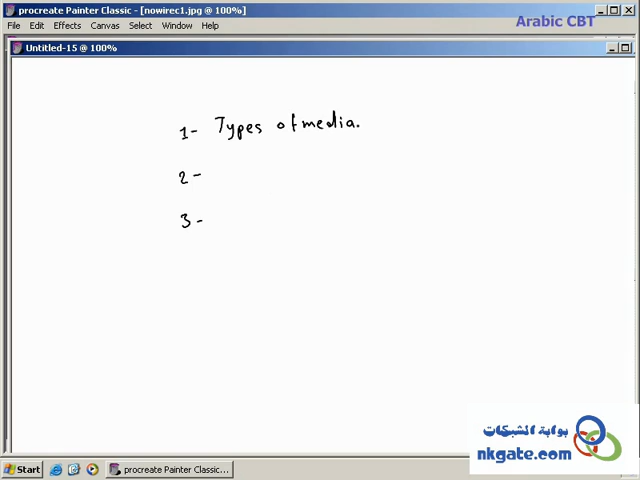 procreate Painter Classic - [nowirec1.jpg @ 100%]
Arabic CBT
File Edit Effects Canvas Select Window Help
Untitled-15 @ 100%
1- Types of media.
2-
3-
بوابة الشبكات
nkgate.com
Start procreate Painter Classic...